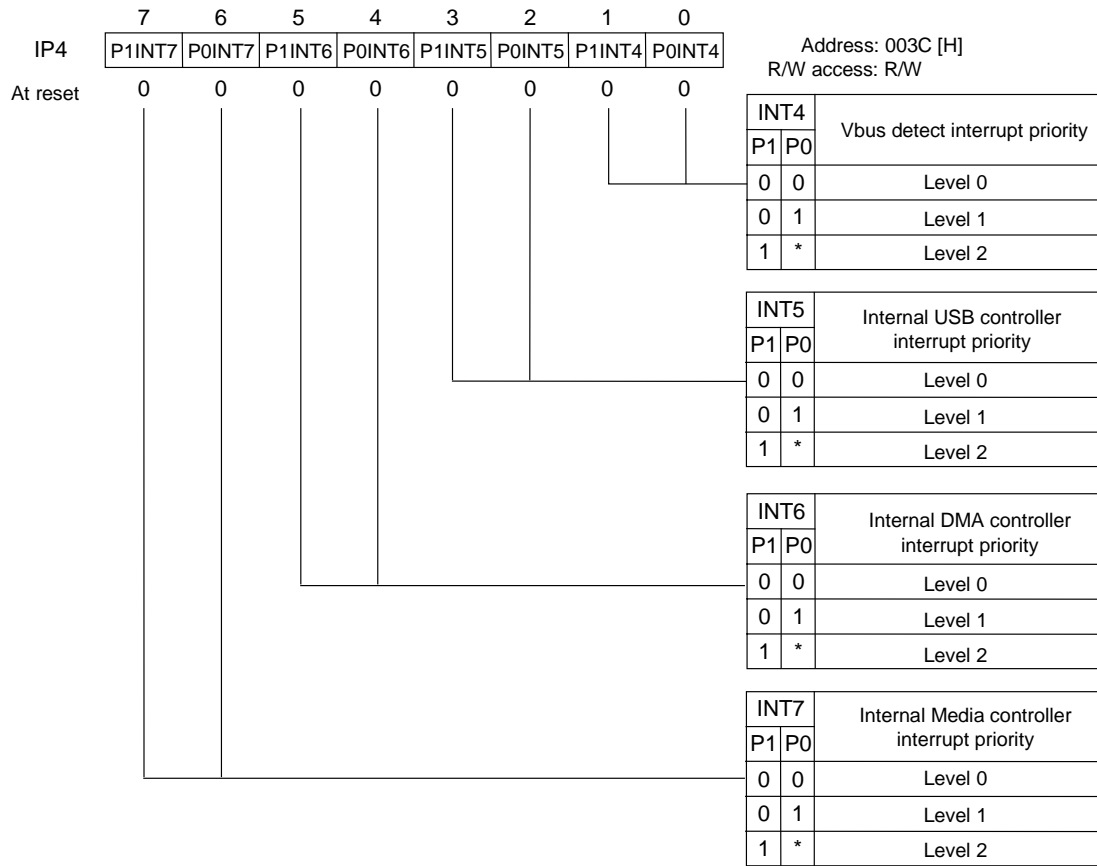 7 6 5 4 3 2 1 0
IP4 P1INT7 P0INT7 P1INT6 P0INT6 P1INT5 P0INT5 P1INT4 P0INT4
At reset 0 0 0 0 0 0 0 0
Address: 003C [H]
R/W access: R/W
INT4 Vbus detect interrupt priority
P1 P0
0 0 Level 0
0 1 Level 1
1 * Level 2
INT5 Internal USB controller
interrupt priority
P1 P0
0 0 Level 0
0 1 Level 1
1 * Level 2
INT6 Internal DMA controller
interrupt priority
P1 P0
0 0 Level 0
0 1 Level 1
1 * Level 2
INT7 Internal Media controller
interrupt priority
P1 P0
0 0 Level 0
0 1 Level 1
1 * Level 2